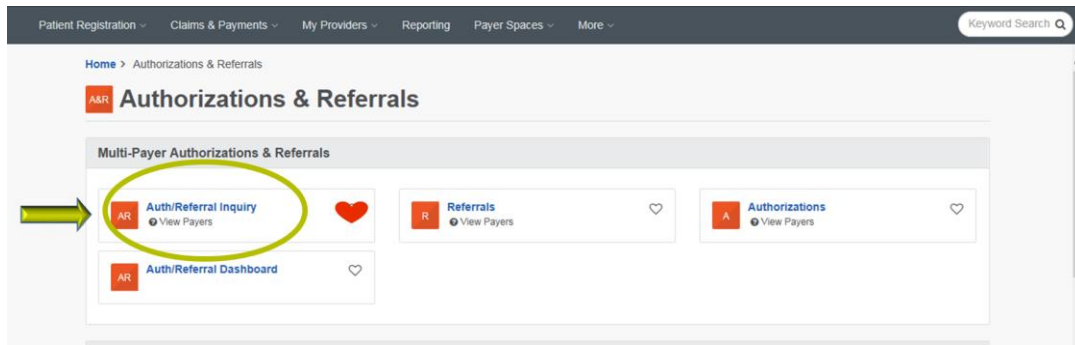 Patient Registration Claims & Payments My Providers Reporting Payer Spaces More Keyword Search
Home > Authorizations & Referrals
A&R Authorizations & Referrals
Multi-Payer Authorizations & Referrals
AR Auth/Referral Inquiry
View Payers
R Referrals
View Payers
A Authorizations
View Payers
AR Auth/Referral Dashboard